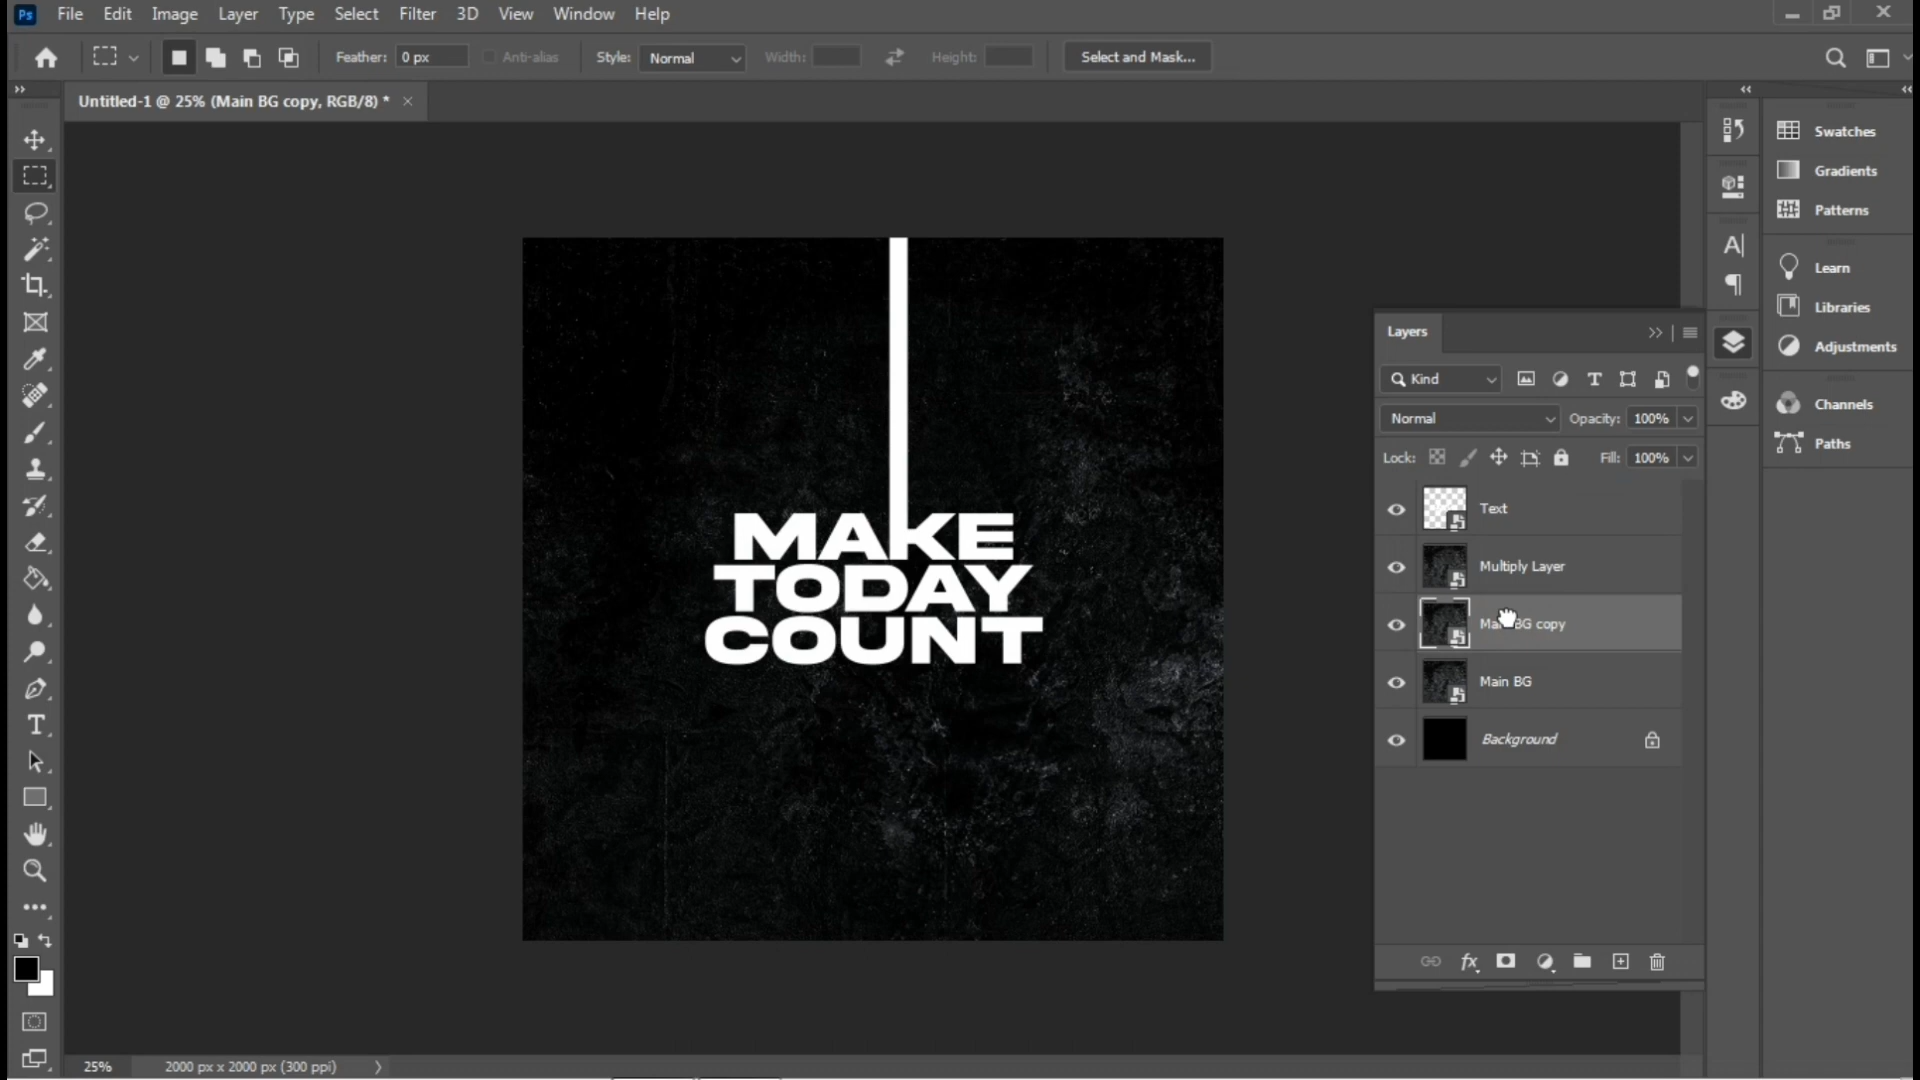 Ps File Edit Image Layer Type Select Filter 3D View Window Help
Feather: 0 px Anti-alias Style: Normal Width: Height: Select and Mask...
Untitled-1 @ 25% (Main BG copy, RGB/8) *
Swatches
Gradients
Patterns
Learn
Libraries
Adjustments
Channels
Paths
Layers
Kind
Normal Opacity: 100%
Lock: Fill: 100%
Text
Multiply Layer
Main BG copy
Main BG
Background
fx
MAKE
TODAY
COUNT
25% 2000 px x 2000 px (300 ppi)